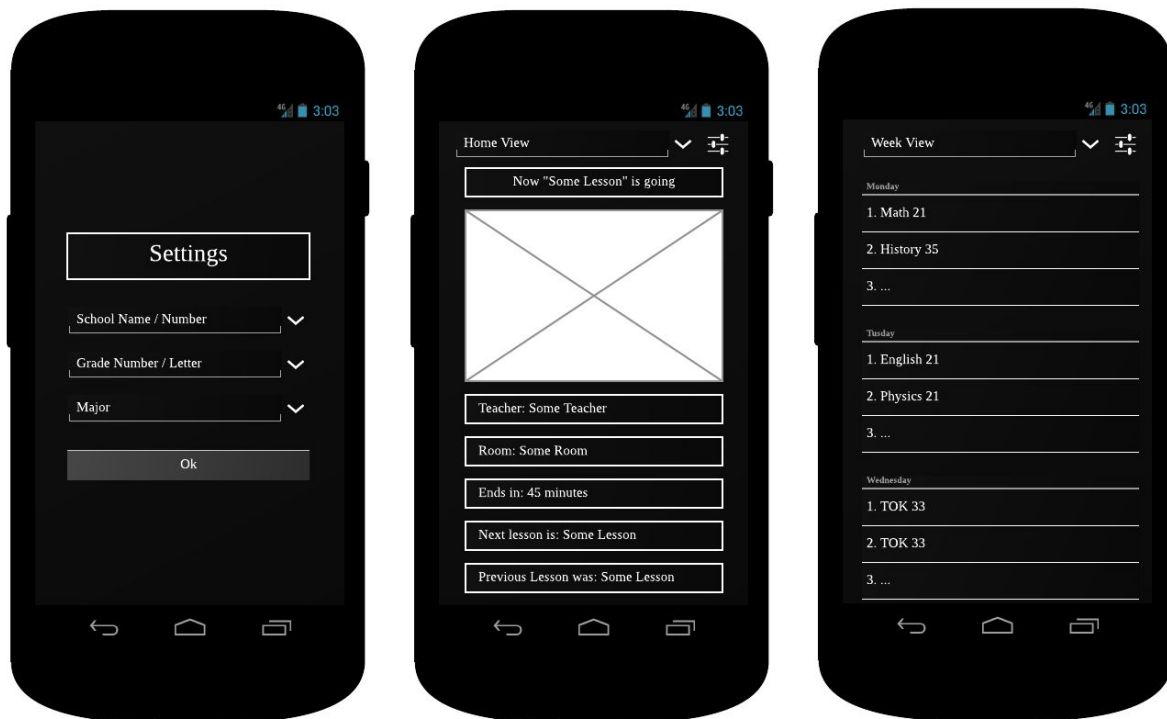 4G 3:03
Settings
School Name / Number
Grade Number / Letter
Major
Ok
4G 3:03
Home View
Now "Some Lesson" is going
Teacher: Some Teacher
Room: Some Room
Ends in: 45 minutes
Next lesson is: Some Lesson
Previous Lesson was: Some Lesson
4G 3:03
Week View
Monday
1. Math 21
2. History 35
3. ...
Tusday
1. English 21
2. Physics 21
3. ...
Wednesday
1. TOK 33
2. TOK 33
3. ...